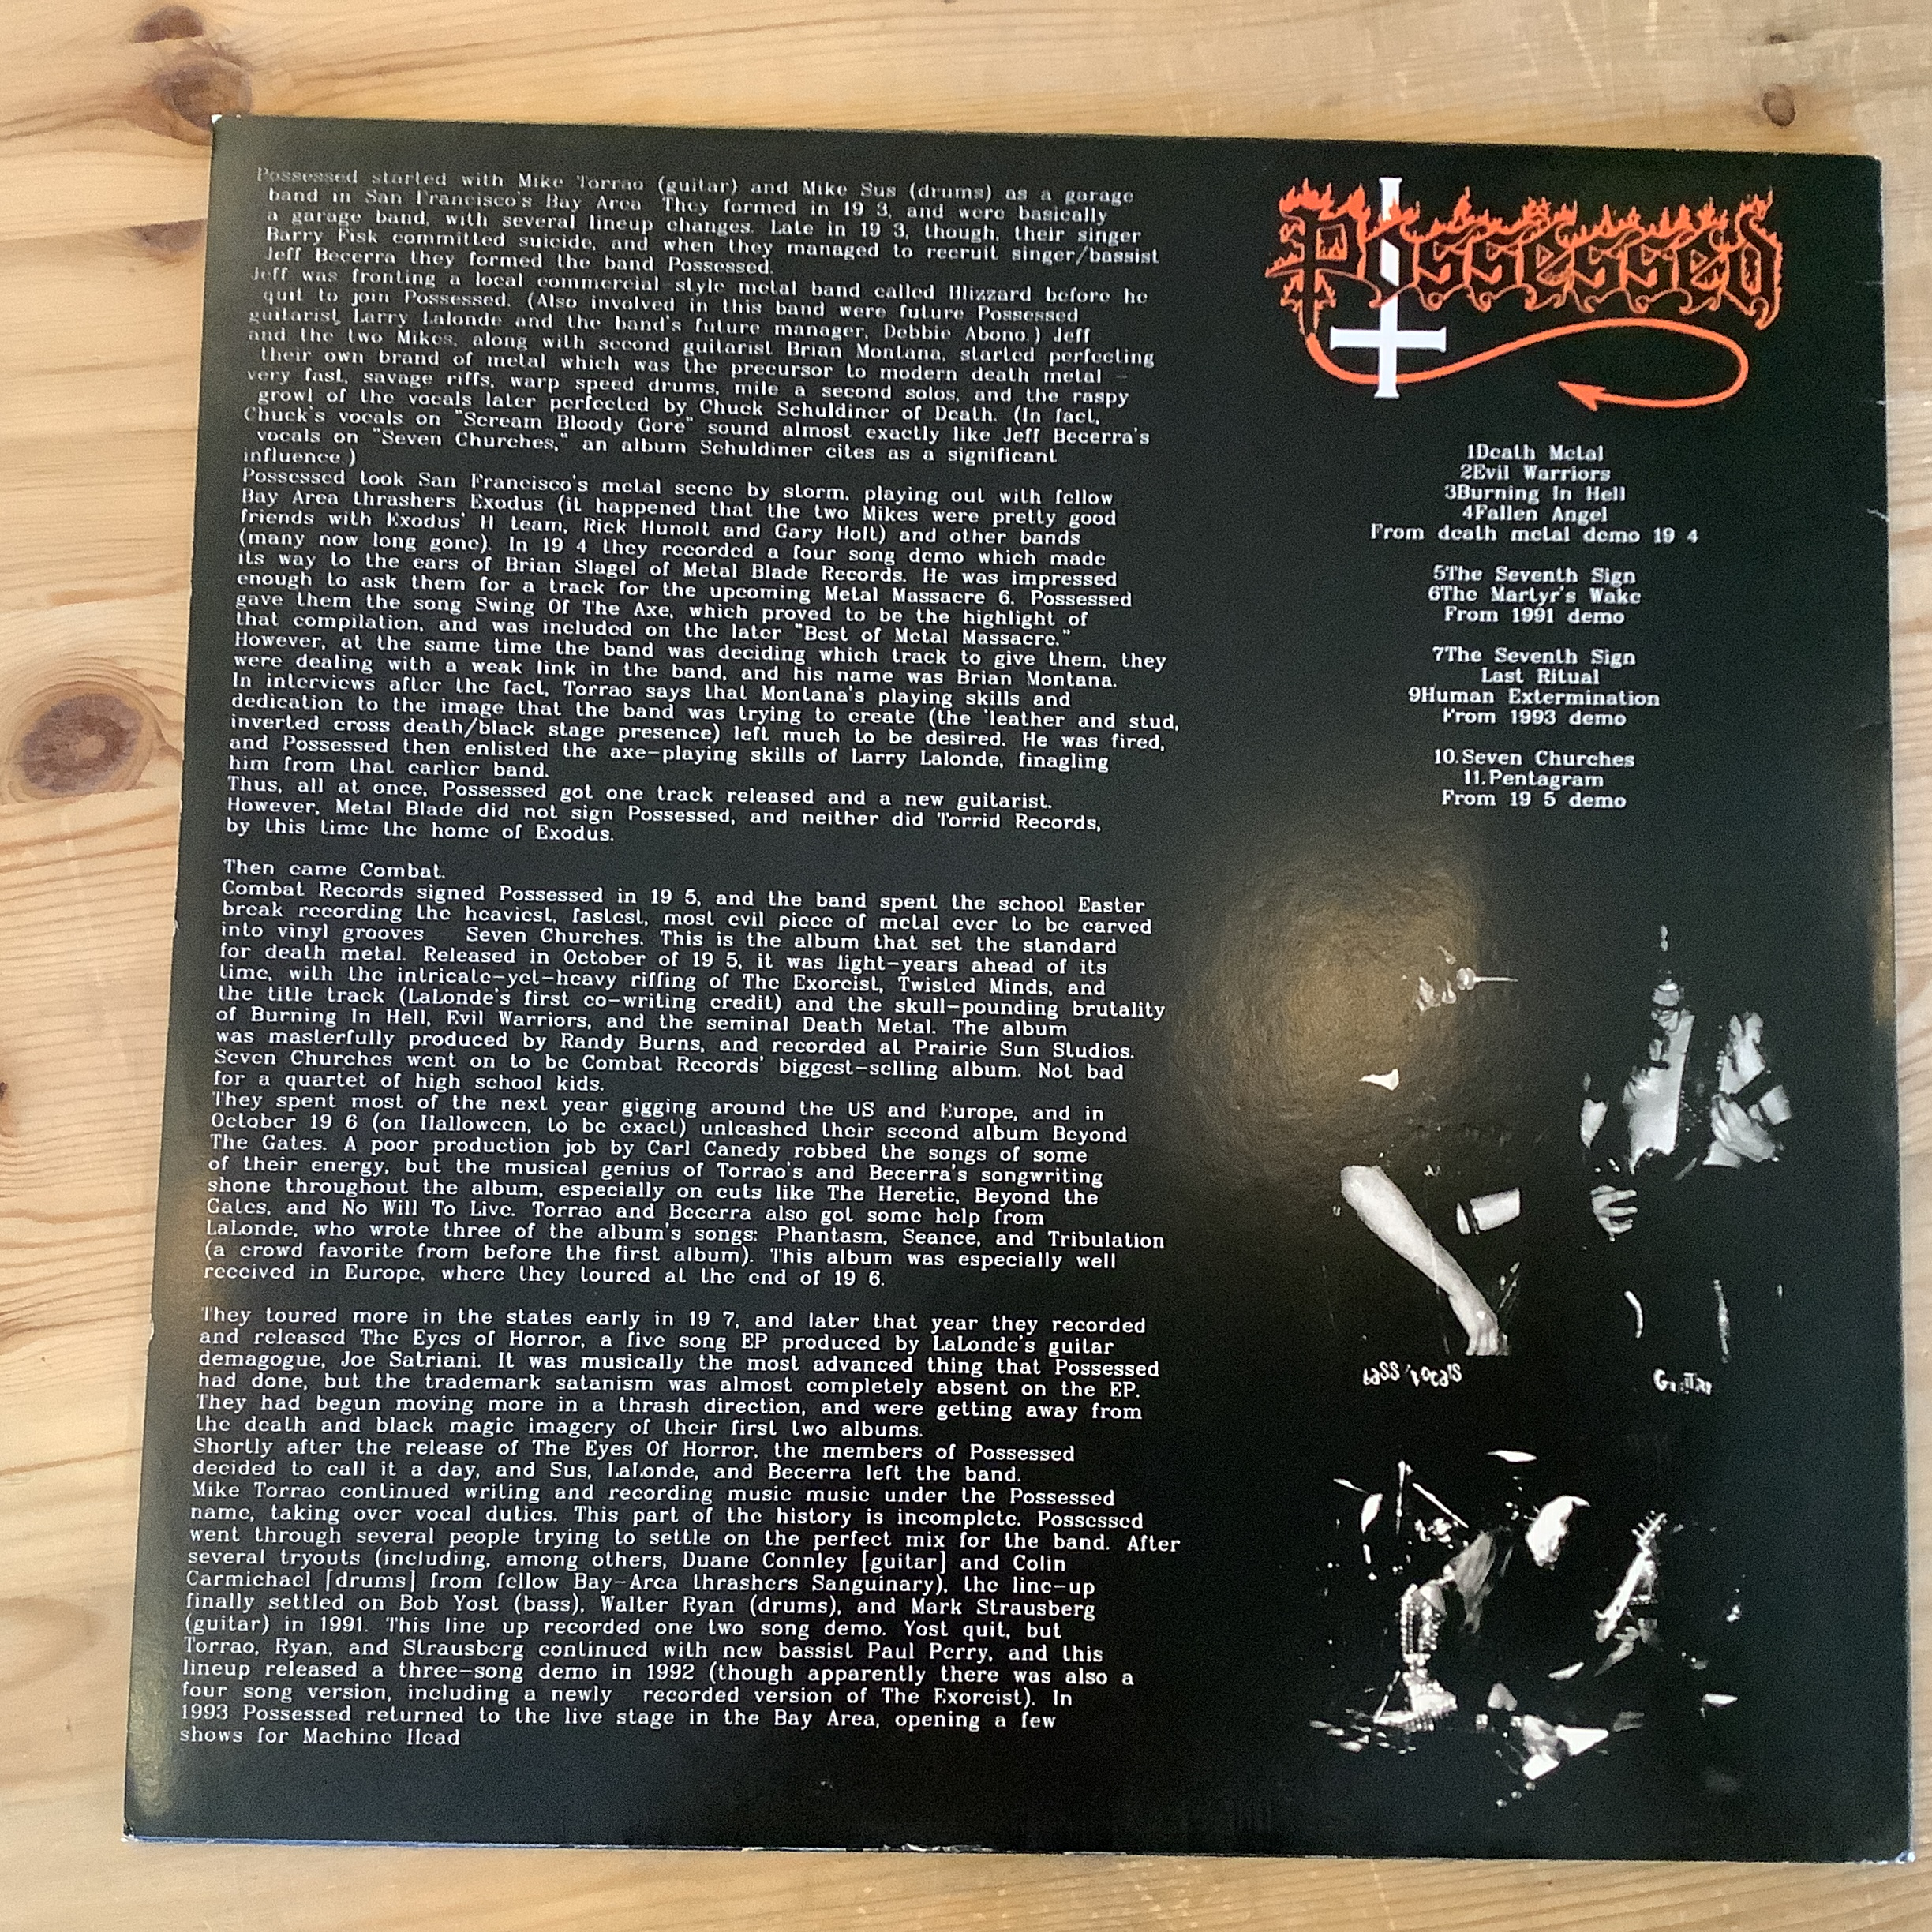 Possessed started with Mike Torrao (guitar) and Mike Sus (drums) as a garage
band in San Francisco's Bay Area They formed in 19 3, and were basically
a garage band, with several lineup changes. Late in 19 3, though, their singer
Barry Fisk committed suicide, and when they managed to recruit singer/bassist
Jeff Becerra they formed the band Possessed.
Jeff was fronting a local commercial style metal band called Blizzard before he
quit to join Possessed. (Also involved in this band were future Possessed
guitarist, Larry Lalonde and the band's future manager, Debbie Abono.) Jeff
and the two Mikes, along with second guitarist Brian Montana, started perfecting
their own brand of metal which was the precursor to modern death metal -
very fast, savage riffs, warp speed drums, mile a second solos, and the raspy
growl of the vocals later perfected by Chuck Schuldiner of Death. (In fact,
Chuck's vocals on "Scream Bloody Gore" sound almost exactly like Jeff Becerra's
vocals on "Seven Churches," an album Schuldiner cites as a significant
influence.)
Possessed took San Francisco's metal scene by storm, playing out with fellow
Bay Area thrashers Exodus (it happened that the two Mikes were pretty good
friends with Exodus' H team, Rick Hunolt and Gary Holt) and other bands
(many now long gone). In 19 4 they recorded a four song demo which made
its way to the ears of Brian Slagel of Metal Blade Records. He was impressed
enough to ask them for a track for the upcoming Metal Massacre 6. Possessed
gave them the song Swing Of The Axe, which proved to be the highlight of
that compilation, and was included on the later "Best of Metal Massacre."
However, at the same time the band was deciding which track to give them, they
were dealing with a weak link in the band, and his name was Brian Montana.
In interviews after the fact, Torrao says that Montana's playing skills and
dedication to the image that the band was trying to create (the 'leather and stud,
inverted cross death/black stage presence) left much to be desired. He was fired,
and Possessed then enlisted the axe-playing skills of Larry Lalonde, finagling
him from that earlier band.
Thus, all at once, Possessed got one track released and a new guitarist.
However, Metal Blade did not sign Possessed, and neither did Torrid Records,
by this time the home of Exodus.
Then came Combat.
Combat Records signed Possessed in 19 5, and the band spent the school Easter
break recording the heaviest, fastest, most evil piece of metal ever to be carved
into vinyl grooves   Seven Churches. This is the album that set the standard
for death metal. Released in October of 19 5, it was light-years ahead of its
time, with the intricate-yet-heavy riffing of The Exorcist, Twisted Minds, and
the title track (LaLonde's first co-writing credit) and the skull-pounding brutality
of Burning In Hell, Evil Warriors, and the seminal Death Metal. The album
was masterfully produced by Randy Burns, and recorded at Prairie Sun Studios.
Seven Churches went on to be Combat Records' biggest-selling album. Not bad
for a quartet of high school kids.
They spent most of the next year gigging around the US and Europe, and in
October 19 6 (on Halloween, to be exact) unleashed their second album Beyond
The Gates. A poor production job by Carl Canedy robbed the songs of some
of their energy, but the musical genius of Torrao's and Becerra's songwriting
shone throughout the album, especially on cuts like The Heretic, Beyond the
Gates, and No Will To Live. Torrao and Becerra also got some help from
LaLonde, who wrote three of the album's songs: Phantasm, Seance, and Tribulation
(a crowd favorite from before the first album). This album was especially well
received in Europe, where they toured at the end of 19 6.
They toured more in the states early in 19 7, and later that year they recorded
and released The Eyes of Horror, a five song EP produced by LaLonde's guitar
demagogue, Joe Satriani. It was musically the most advanced thing that Possessed
had done, but the trademark satanism was almost completely absent on the EP.
They had begun moving more in a thrash direction, and were getting away from
the death and black magic imagery of their first two albums.
Shortly after the release of The Eyes Of Horror, the members of Possessed
decided to call it a day, and Sus, LaLonde, and Becerra left the band.
Mike Torrao continued writing and recording music music under the Possessed
name, taking over vocal duties. This part of the history is incomplete. Possessed
went through several people trying to settle on the perfect mix for the band. After
several tryouts (including, among others, Duane Connley [guitar] and Colin
Carmichael [drums] from fellow Bay-Area thrashers Sanguinary), the line-up
finally settled on Bob Yost (bass), Walter Ryan (drums), and Mark Strausberg
(guitar) in 1991. This line up recorded one two song demo. Yost quit, but
Torrao, Ryan, and Strausberg continued with new bassist Paul Perry, and this
lineup released a three-song demo in 1992 (though apparently there was also a
four song version, including a newly   recorded version of The Exorcist). In
1993 Possessed returned to the live stage in the Bay Area, opening a few
shows for Machine Head
Possessed
1Death Metal
2Evil Warriors
3Burning In Hell
4Fallen Angel
From death metal demo 19 4
5The Seventh Sign
6The Martyr's Wake
From 1991 demo
7The Seventh Sign
Last Ritual
9Human Extermination
From 1993 demo
10.Seven Churches
11.Pentagram
From 19 5 demo
bass/vocals
Guitar